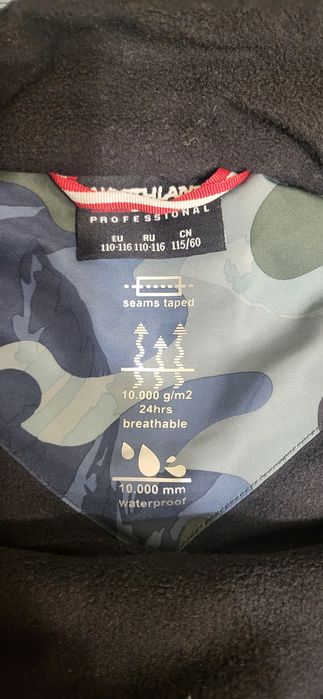 NORTHLAND
PROFESSIONAL
EU RU CN
110-116 110-116 115/60
seams taped
10.000 g/m2
24hrs
breathable
10.000 mm
waterproof